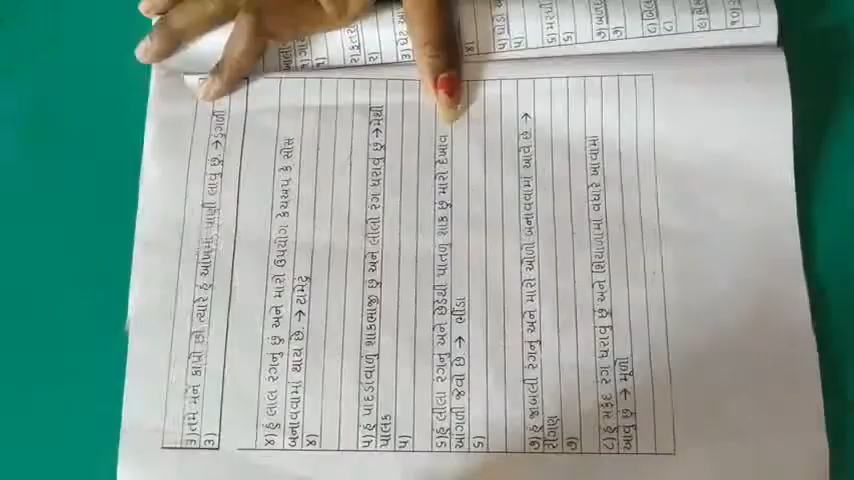 ૩) તમે મને કાપો છો ત્યારે હું આંખમાં પાણી લાવું છું. → ડુંગળી
૩)
૪) હું લાલ રંગનું છું અને મારો ઉપયોગ કેચઅપ કે સોસ
બનાવવામાં થાય છે. → ટામેટું
૪)
૫) હું પાંદડાવાળુ શાકભાજી છું અને લીલો રંગ ધરાવું છું. → મેથી
પાલક
૫)
૬) હું લીલા રંગનું અને છેડેથી પાતળુ શાક છું મારો દેખાવ
આંગળી જેવો છે. → ભીંડા
૬)
૭) હું જાંબલી રંગનું અને મારો ઓળો બનાવવામાં આવે છે. →
રીંગણ
૭)
૮) હું સફેદ રંગ ધરાવું છું અને શિયાળામાં વધારે ખાવામાં
આવું છું → મૂળો